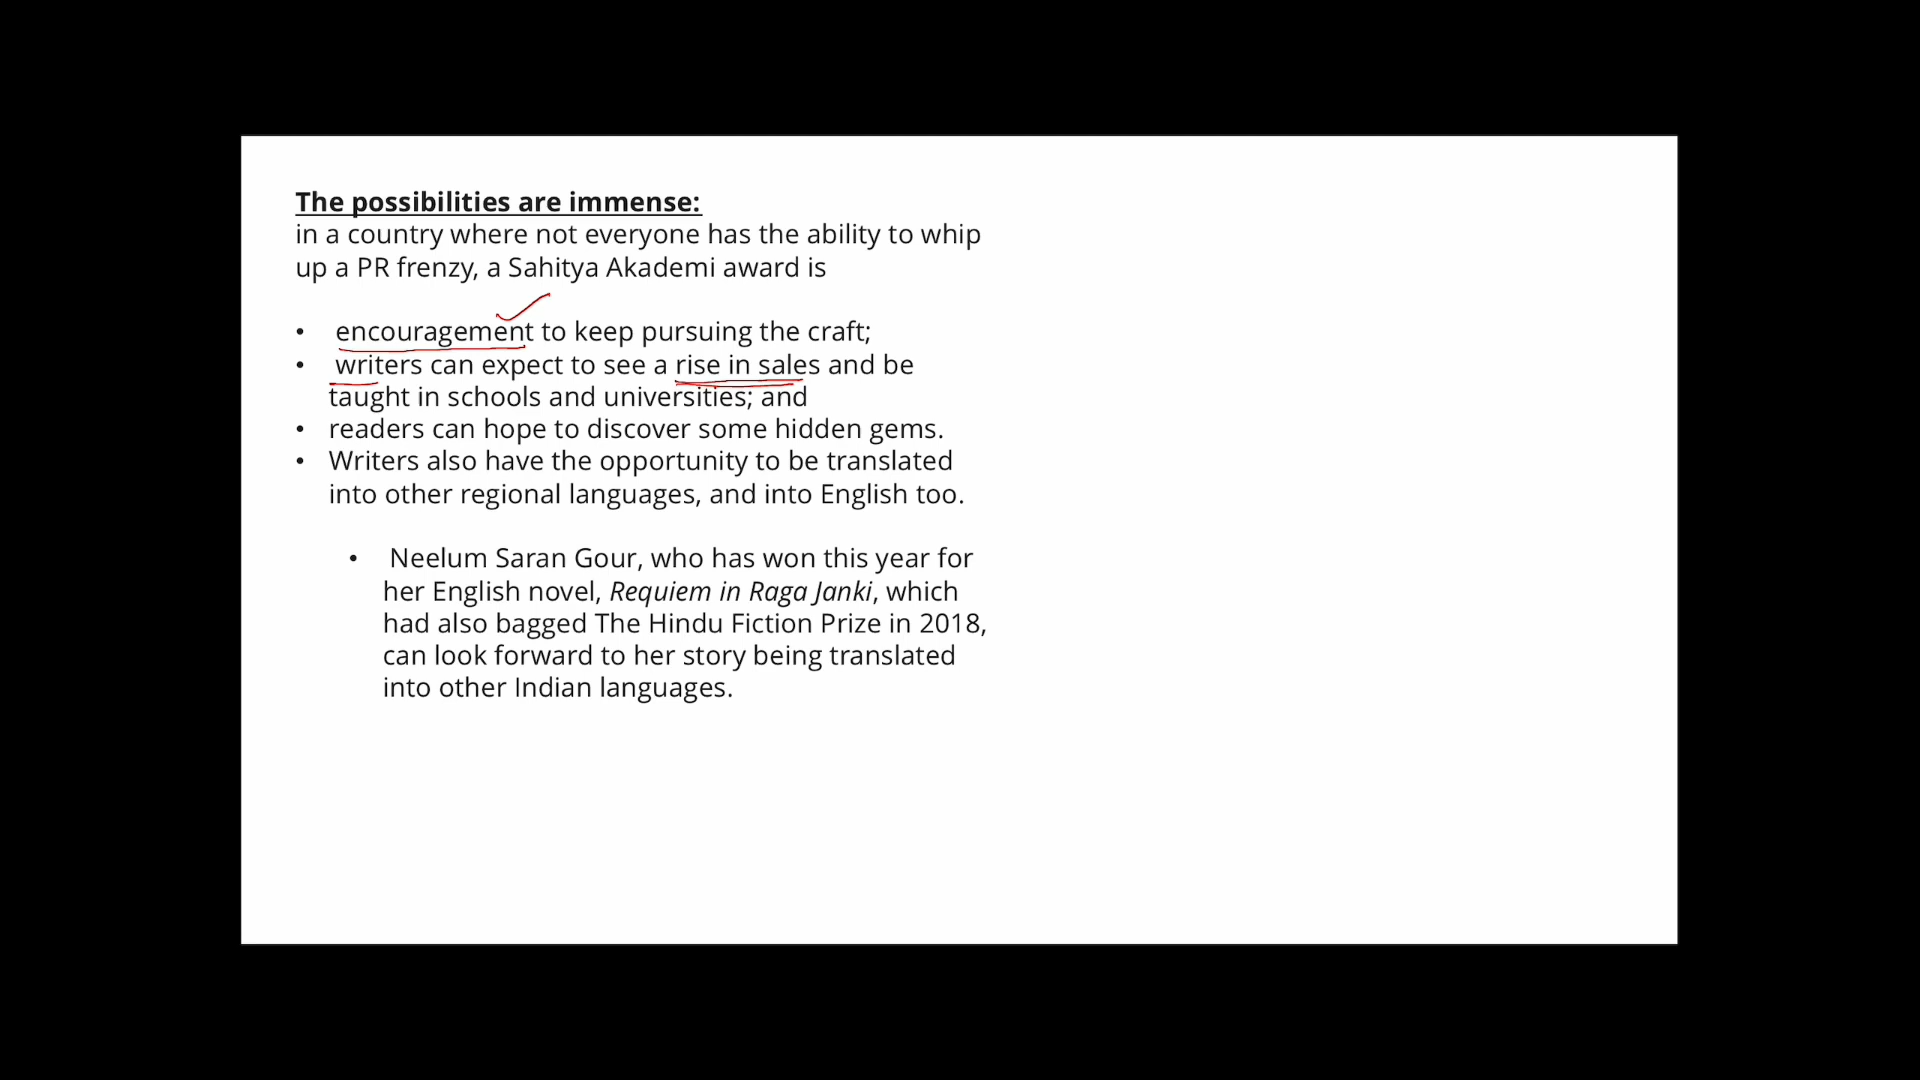 The possibilities are immense:
in a country where not everyone has the ability to whip
up a PR frenzy, a Sahitya Akademi award is
• encouragement to keep pursuing the craft;
• writers can expect to see a rise in sales and be
taught in schools and universities; and
• readers can hope to discover some hidden gems.
• Writers also have the opportunity to be translated
into other regional languages, and into English too.
• Neelum Saran Gour, who has won this year for
her English novel, Requiem in Raga Janki, which
had also bagged The Hindu Fiction Prize in 2018,
can look forward to her story being translated
into other Indian languages.